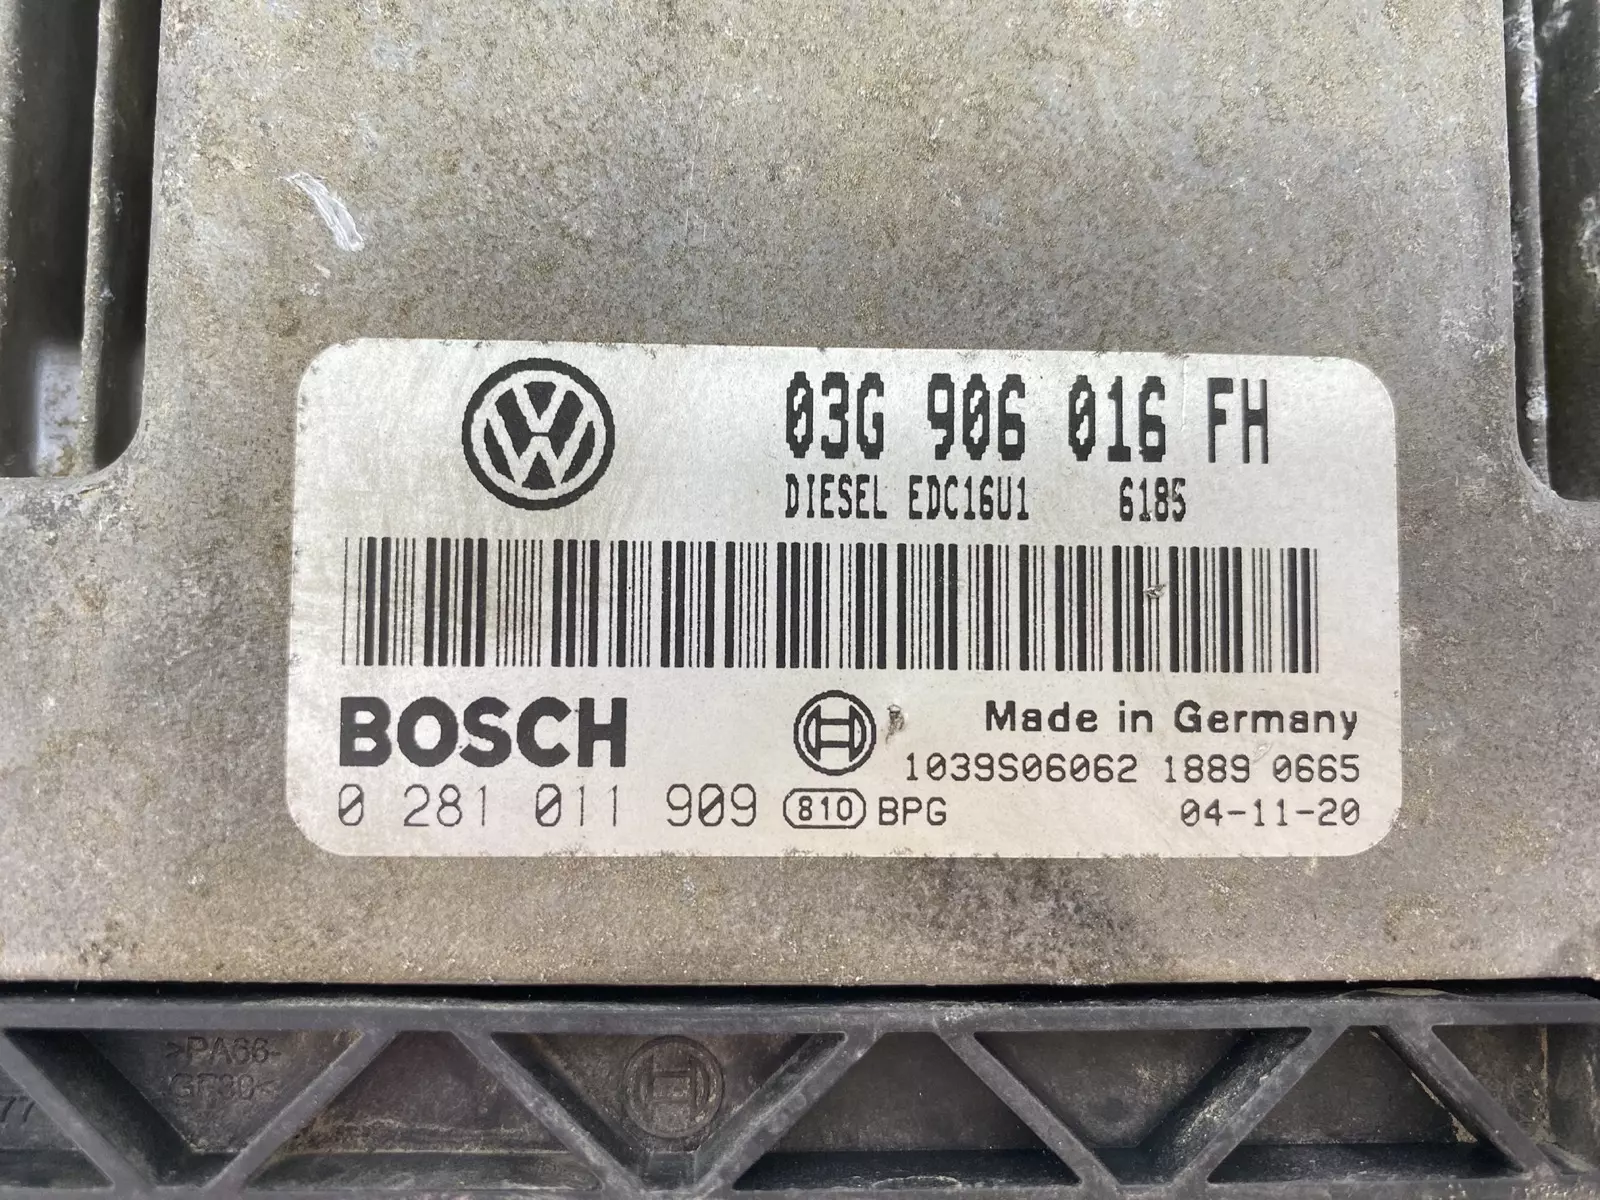 03G 906 016 FH
DIESEL EDC16U1 6185
BOSCH
Made in Germany
1039S06062 1889 0665
0 281 011 909 810 BPG 04-11-20
>PA66-
GF30<
77